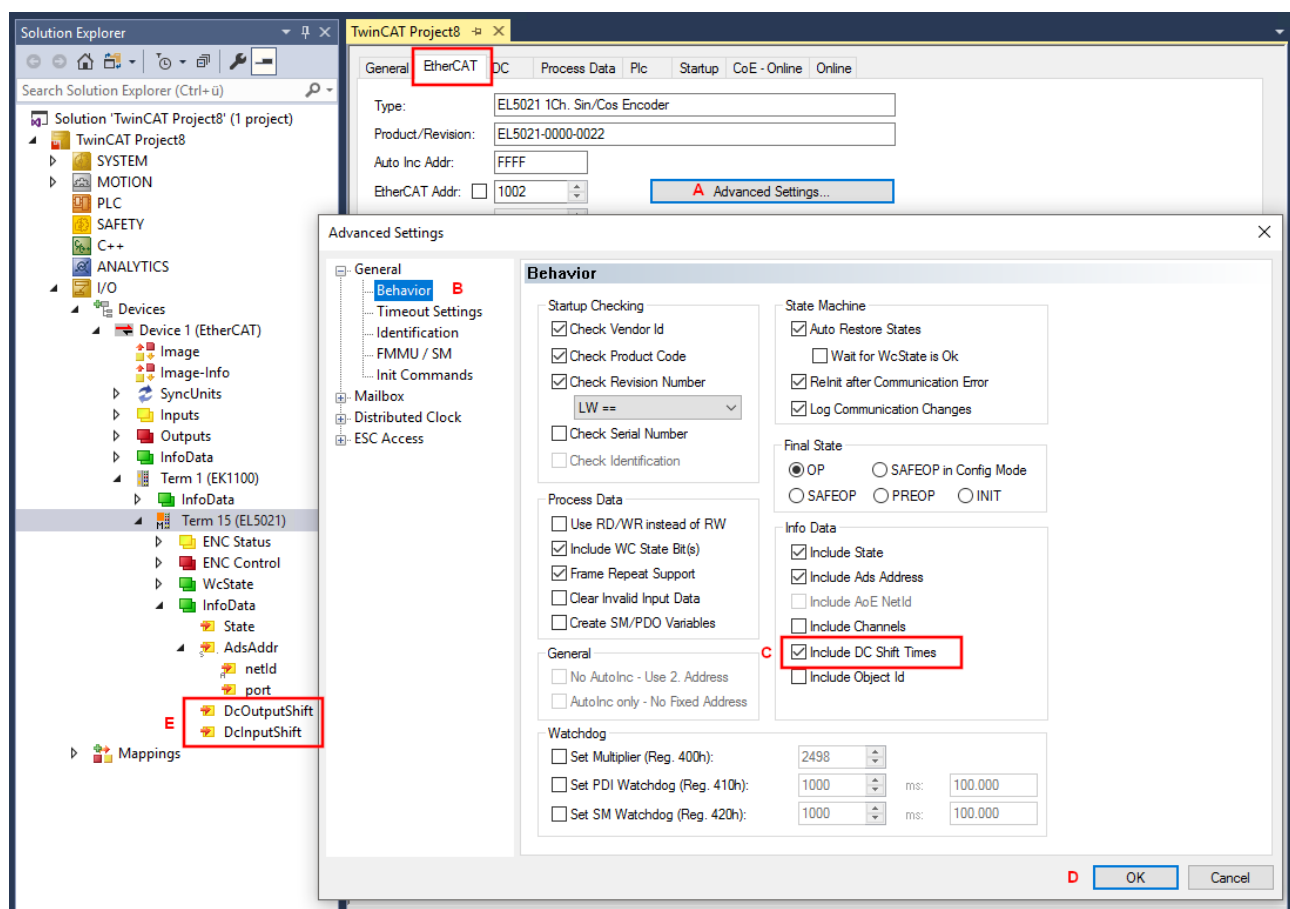 Solution Explorer
Search Solution Explorer (Ctrl+ü)
Solution 'TwinCAT Project8' (1 project)
TwinCAT Project8
SYSTEM
MOTION
PLC
SAFETY
C++
ANALYTICS
I/O
Devices
Device 1 (EtherCAT)
Image
Image-Info
SyncUnits
Inputs
Outputs
InfoData
Term 1 (EK1100)
InfoData
Term 15 (EL5021)
ENC Status
ENC Control
WcState
InfoData
State
AdsAddr
netId
port
E
DcOutputShift
DcInputShift
Mappings
TwinCAT Project8
General EtherCAT DC Process Data Plc Startup CoE - Online Online
Type: EL5021 1Ch. Sin/Cos Encoder
Product/Revision: EL5021-0000-0022
Auto Inc Addr: FFFF
EtherCAT Addr: 1002 A Advanced Settings...
Advanced Settings
General
Behavior B
Timeout Settings
Identification
FMMU / SM
Init Commands
Mailbox
Distributed Clock
ESC Access
Behavior
Startup Checking
Check Vendor Id
Check Product Code
Check Revision Number
LW ==
Check Serial Number
Check Identification
Process Data
Use RD/WR instead of RW
Include WC State Bit(s)
Frame Repeat Support
Clear Invalid Input Data
Create SM/PDO Variables
General
No AutoInc - Use 2. Address
AutoInc only - No Fixed Address
Watchdog
Set Multiplier (Reg. 400h): 2498
Set PDI Watchdog (Reg. 410h): 1000 ms: 100.000
Set SM Watchdog (Reg. 420h): 1000 ms: 100.000
State Machine
Auto Restore States
Wait for WcState is Ok
ReInit after Communication Error
Log Communication Changes
Final State
OP SAFEOP in Config Mode
SAFEOP PREOP INIT
Info Data
Include State
Include Ads Address
Include AoE NetId
Include Channels
C Include DC Shift Times
Include Object Id
D OK Cancel